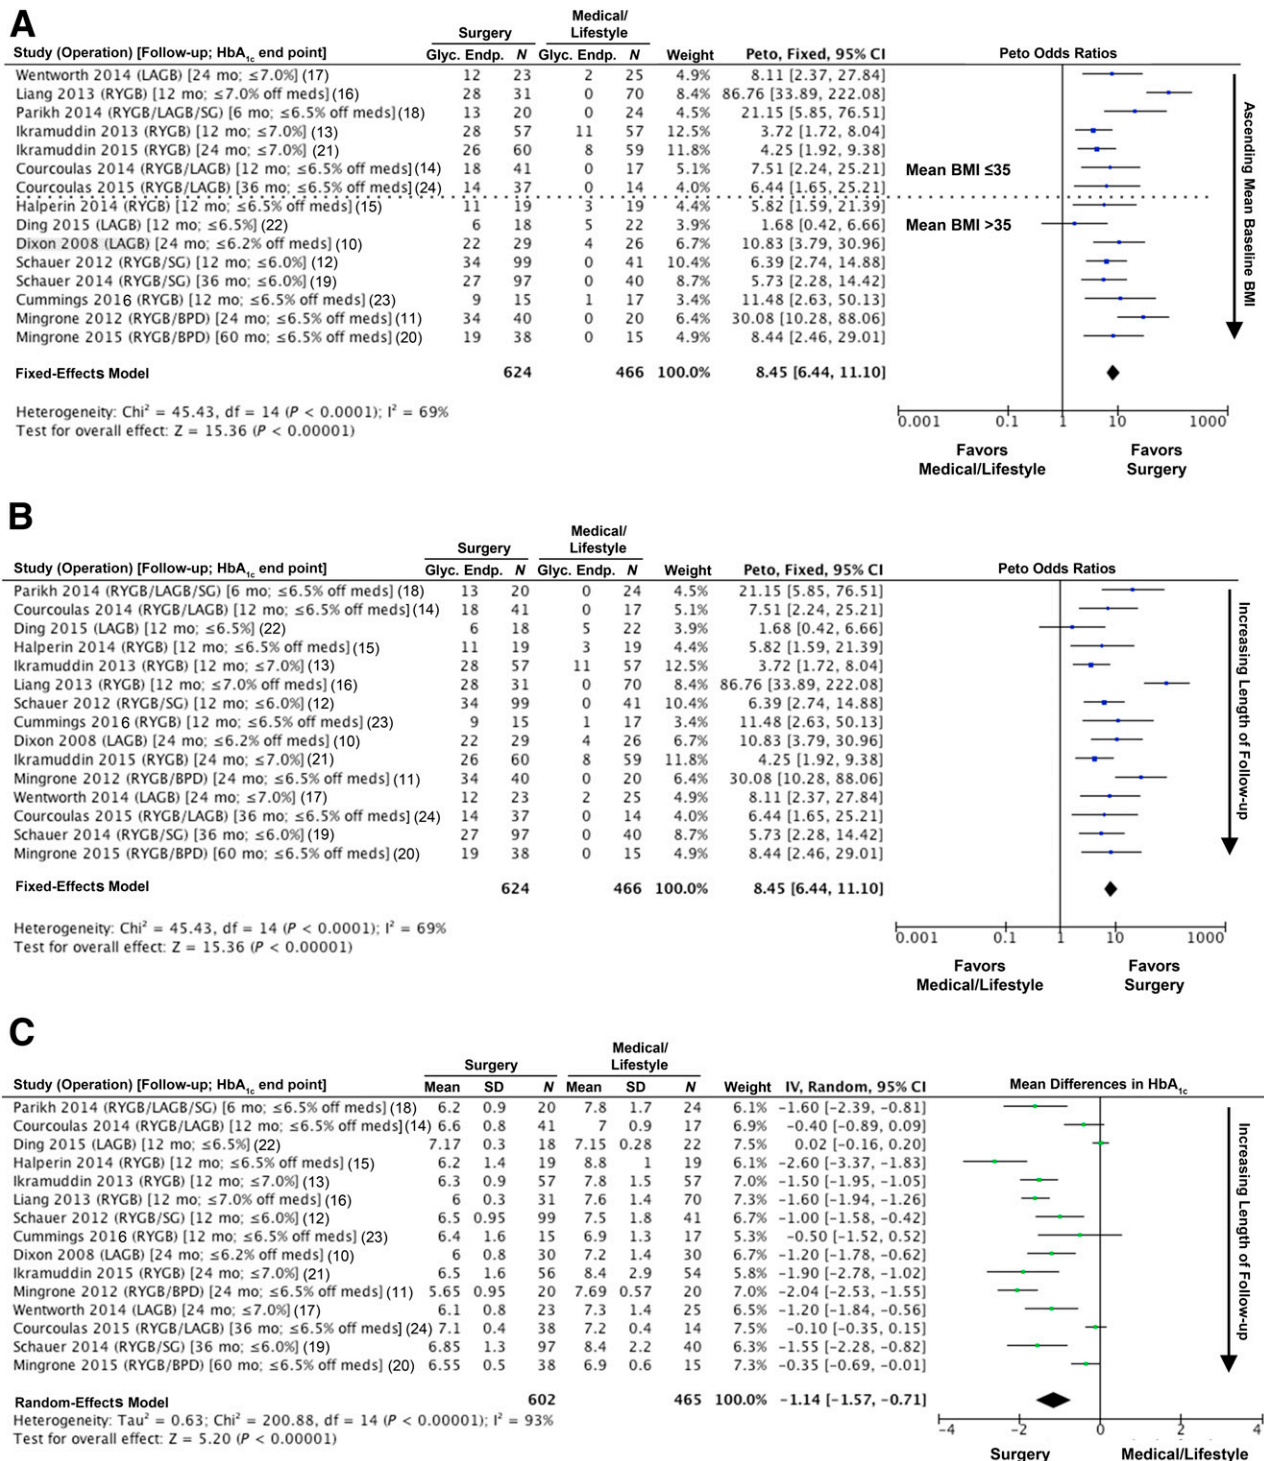 A
Surgery Medical/ Lifestyle
Study (Operation) [Follow-up; HbA1c end point] Glyc. Endp. N Glyc. Endp. N Weight Peto, Fixed, 95% CI Peto Odds Ratios
Wentworth 2014 (LAGB) [24 mo; ≤7.0%] (17) 12 23 2 25 4.9% 8.11 [2.37, 27.84]
Liang 2013 (RYGB) [12 mo; ≤7.0% off meds] (16) 28 31 0 70 8.4% 86.76 [33.89, 222.08]
Parikh 2014 (RYGB/LAGB/SG) [6 mo; ≤6.5% off meds] (18) 13 20 0 24 4.5% 21.15 [5.85, 76.51]
Ikramuddin 2013 (RYGB) [12 mo; ≤7.0%] (13) 28 57 11 57 12.5% 3.72 [1.72, 8.04]
Ikramuddin 2015 (RYGB) [24 mo; ≤7.0%] (21) 26 60 8 59 11.8% 4.25 [1.92, 9.38]
Courcoulas 2014 (RYGB/LAGB) [12 mo; ≤6.5% off meds] (14) 18 41 0 17 5.1% 7.51 [2.24, 25.21] Mean BMI ≤35
Courcoulas 2015 (RYGB/LAGB) [36 mo; ≤6.5% off meds] (24) 14 37 0 14 4.0% 6.44 [1.65, 25.21]
Halperin 2014 (RYGB) [12 mo; ≤6.5% off meds] (15) 11 19 3 19 4.4% 5.82 [1.59, 21.39]
Ding 2015 (LAGB) [12 mo; ≤6.5%] (22) 6 18 5 22 3.9% 1.68 [0.42, 6.66] Mean BMI >35
Dixon 2008 (LAGB) [24 mo; ≤6.2% off meds] (10) 22 29 4 26 6.7% 10.83 [3.79, 30.96]
Schauer 2012 (RYGB/SG) [12 mo; ≤6.0%] (12) 34 99 0 41 10.4% 6.39 [2.74, 14.88]
Schauer 2014 (RYGB/SG) [36 mo; ≤6.0%] (19) 27 97 0 40 8.7% 5.73 [2.28, 14.42]
Cummings 2016 (RYGB) [12 mo; ≤6.5% off meds] (23) 9 15 1 17 3.4% 11.48 [2.63, 50.13]
Mingrone 2012 (RYGB/BPD) [24 mo; ≤6.5% off meds] (11) 34 40 0 20 6.4% 30.08 [10.28, 88.06]
Mingrone 2015 (RYGB/BPD) [60 mo; ≤6.5% off meds] (20) 19 38 0 15 4.9% 8.44 [2.46, 29.01]
Ascending Mean Baseline BMI
Fixed-Effects Model 624 466 100.0% 8.45 [6.44, 11.10]
Heterogeneity: Chi² = 45.43, df = 14 (P < 0.0001); I² = 69%
Test for overall effect: Z = 15.36 (P < 0.00001)
0.001 0.1 1 10 1000
Favors Favors
Medical/Lifestyle Surgery
B
Surgery Medical/ Lifestyle
Study (Operation) [Follow-up; HbA1c end point] Glyc. Endp. N Glyc. Endp. N Weight Peto, Fixed, 95% CI Peto Odds Ratios
Parikh 2014 (RYGB/LAGB/SG) [6 mo; ≤6.5% off meds] (18) 13 20 0 24 4.5% 21.15 [5.85, 76.51]
Courcoulas 2014 (RYGB/LAGB) [12 mo; ≤6.5% off meds] (14) 18 41 0 17 5.1% 7.51 [2.24, 25.21]
Ding 2015 (LAGB) [12 mo; ≤6.5%] (22) 6 18 5 22 3.9% 1.68 [0.42, 6.66]
Halperin 2014 (RYGB) [12 mo; ≤6.5% off meds] (15) 11 19 3 19 4.4% 5.82 [1.59, 21.39]
Ikramuddin 2013 (RYGB) [12 mo; ≤7.0%] (13) 28 57 11 57 12.5% 3.72 [1.72, 8.04]
Liang 2013 (RYGB) [12 mo; ≤7.0% off meds] (16) 28 31 0 70 8.4% 86.76 [33.89, 222.08]
Schauer 2012 (RYGB/SG) [12 mo; ≤6.0%] (12) 34 99 0 41 10.4% 6.39 [2.74, 14.88]
Cummings 2016 (RYGB) [12 mo; ≤6.5% off meds] (23) 9 15 1 17 3.4% 11.48 [2.63, 50.13]
Dixon 2008 (LAGB) [24 mo; ≤6.2% off meds] (10) 22 29 4 26 6.7% 10.83 [3.79, 30.96]
Ikramuddin 2015 (RYGB) [24 mo; ≤7.0%] (21) 26 60 8 59 11.8% 4.25 [1.92, 9.38]
Mingrone 2012 (RYGB/BPD) [24 mo; ≤6.5% off meds] (11) 34 40 0 20 6.4% 30.08 [10.28, 88.06]
Wentworth 2014 (LAGB) [24 mo; ≤7.0%] (17) 12 23 2 25 4.9% 8.11 [2.37, 27.84]
Courcoulas 2015 (RYGB/LAGB) [36 mo; ≤6.5% off meds] (24) 14 37 0 14 4.0% 6.44 [1.65, 25.21]
Schauer 2014 (RYGB/SG) [36 mo; ≤6.0%] (19) 27 97 0 40 8.7% 5.73 [2.28, 14.42]
Mingrone 2015 (RYGB/BPD) [60 mo; ≤6.5% off meds] (20) 19 38 0 15 4.9% 8.44 [2.46, 29.01]
Increasing Length of Follow-up
Fixed-Effects Model 624 466 100.0% 8.45 [6.44, 11.10]
Heterogeneity: Chi² = 45.43, df = 14 (P < 0.0001); I² = 69%
Test for overall effect: Z = 15.36 (P < 0.00001)
0.001 0.1 1 10 1000
Favors Favors
Medical/Lifestyle Surgery
C
Surgery Medical/ Lifestyle
Study (Operation) [Follow-up; HbA1c end point] Mean SD N Mean SD N Weight IV, Random, 95% CI Mean Differences in HbA1c
Parikh 2014 (RYGB/LAGB/SG) [6 mo; ≤6.5% off meds] (18) 6.2 0.9 20 7.8 1.7 24 6.1% −1.60 [−2.39, −0.81]
Courcoulas 2014 (RYGB/LAGB) [12 mo; ≤6.5% off meds] (14) 6.6 0.8 41 7 0.9 17 6.9% −0.40 [−0.89, 0.09]
Ding 2015 (LAGB) [12 mo; ≤6.5%] (22) 7.17 0.3 18 7.15 0.28 22 7.5% 0.02 [−0.16, 0.20]
Halperin 2014 (RYGB) [12 mo; ≤6.5% off meds] (15) 6.2 1.4 19 8.8 1 19 6.1% −2.60 [−3.37, −1.83]
Ikramuddin 2013 (RYGB) [12 mo; ≤7.0%] (13) 6.3 0.9 57 7.8 1.5 57 7.0% −1.50 [−1.95, −1.05]
Liang 2013 (RYGB) [12 mo; ≤7.0% off meds] (16) 6 0.3 31 7.6 1.4 70 7.3% −1.60 [−1.94, −1.26]
Schauer 2012 (RYGB/SG) [12 mo; ≤6.0%] (12) 6.5 0.95 99 7.5 1.8 41 6.7% −1.00 [−1.58, −0.42]
Cummings 2016 (RYGB) [12 mo; ≤6.5% off meds] (23) 6.4 1.6 15 6.9 1.3 17 5.3% −0.50 [−1.52, 0.52]
Dixon 2008 (LAGB) [24 mo; ≤6.2% off meds] (10) 6 0.8 30 7.2 1.4 30 6.7% −1.20 [−1.78, −0.62]
Ikramuddin 2015 (RYGB) [24 mo; ≤7.0%] (21) 6.5 1.6 56 8.4 2.9 54 5.8% −1.90 [−2.78, −1.02]
Mingrone 2012 (RYGB/BPD) [24 mo; ≤6.5% off meds] (11) 5.65 0.95 20 7.69 0.57 20 7.0% −2.04 [−2.53, −1.55]
Wentworth 2014 (LAGB) [24 mo; ≤7.0%] (17) 6.1 0.8 23 7.3 1.4 25 6.5% −1.20 [−1.84, −0.56]
Courcoulas 2015 (RYGB/LAGB) [36 mo; ≤6.5% off meds] (24) 7.1 0.4 38 7.2 0.4 14 7.5% −0.10 [−0.35, 0.15]
Schauer 2014 (RYGB/SG) [36 mo; ≤6.0%] (19) 6.85 1.3 97 8.4 2.2 40 6.3% −1.55 [−2.28, −0.82]
Mingrone 2015 (RYGB/BPD) [60 mo; ≤6.5% off meds] (20) 6.55 0.5 38 6.9 0.6 15 7.3% −0.35 [−0.69, −0.01]
Increasing Length of Follow-up
Random-Effects Model 602 465 100.0% −1.14 [−1.57, −0.71]
Heterogeneity: Tau² = 0.63; Chi² = 200.88, df = 14 (P < 0.00001); I² = 93%
Test for overall effect: Z = 5.20 (P < 0.00001)
−4 −2 0 2 4
Surgery Medical/Lifestyle